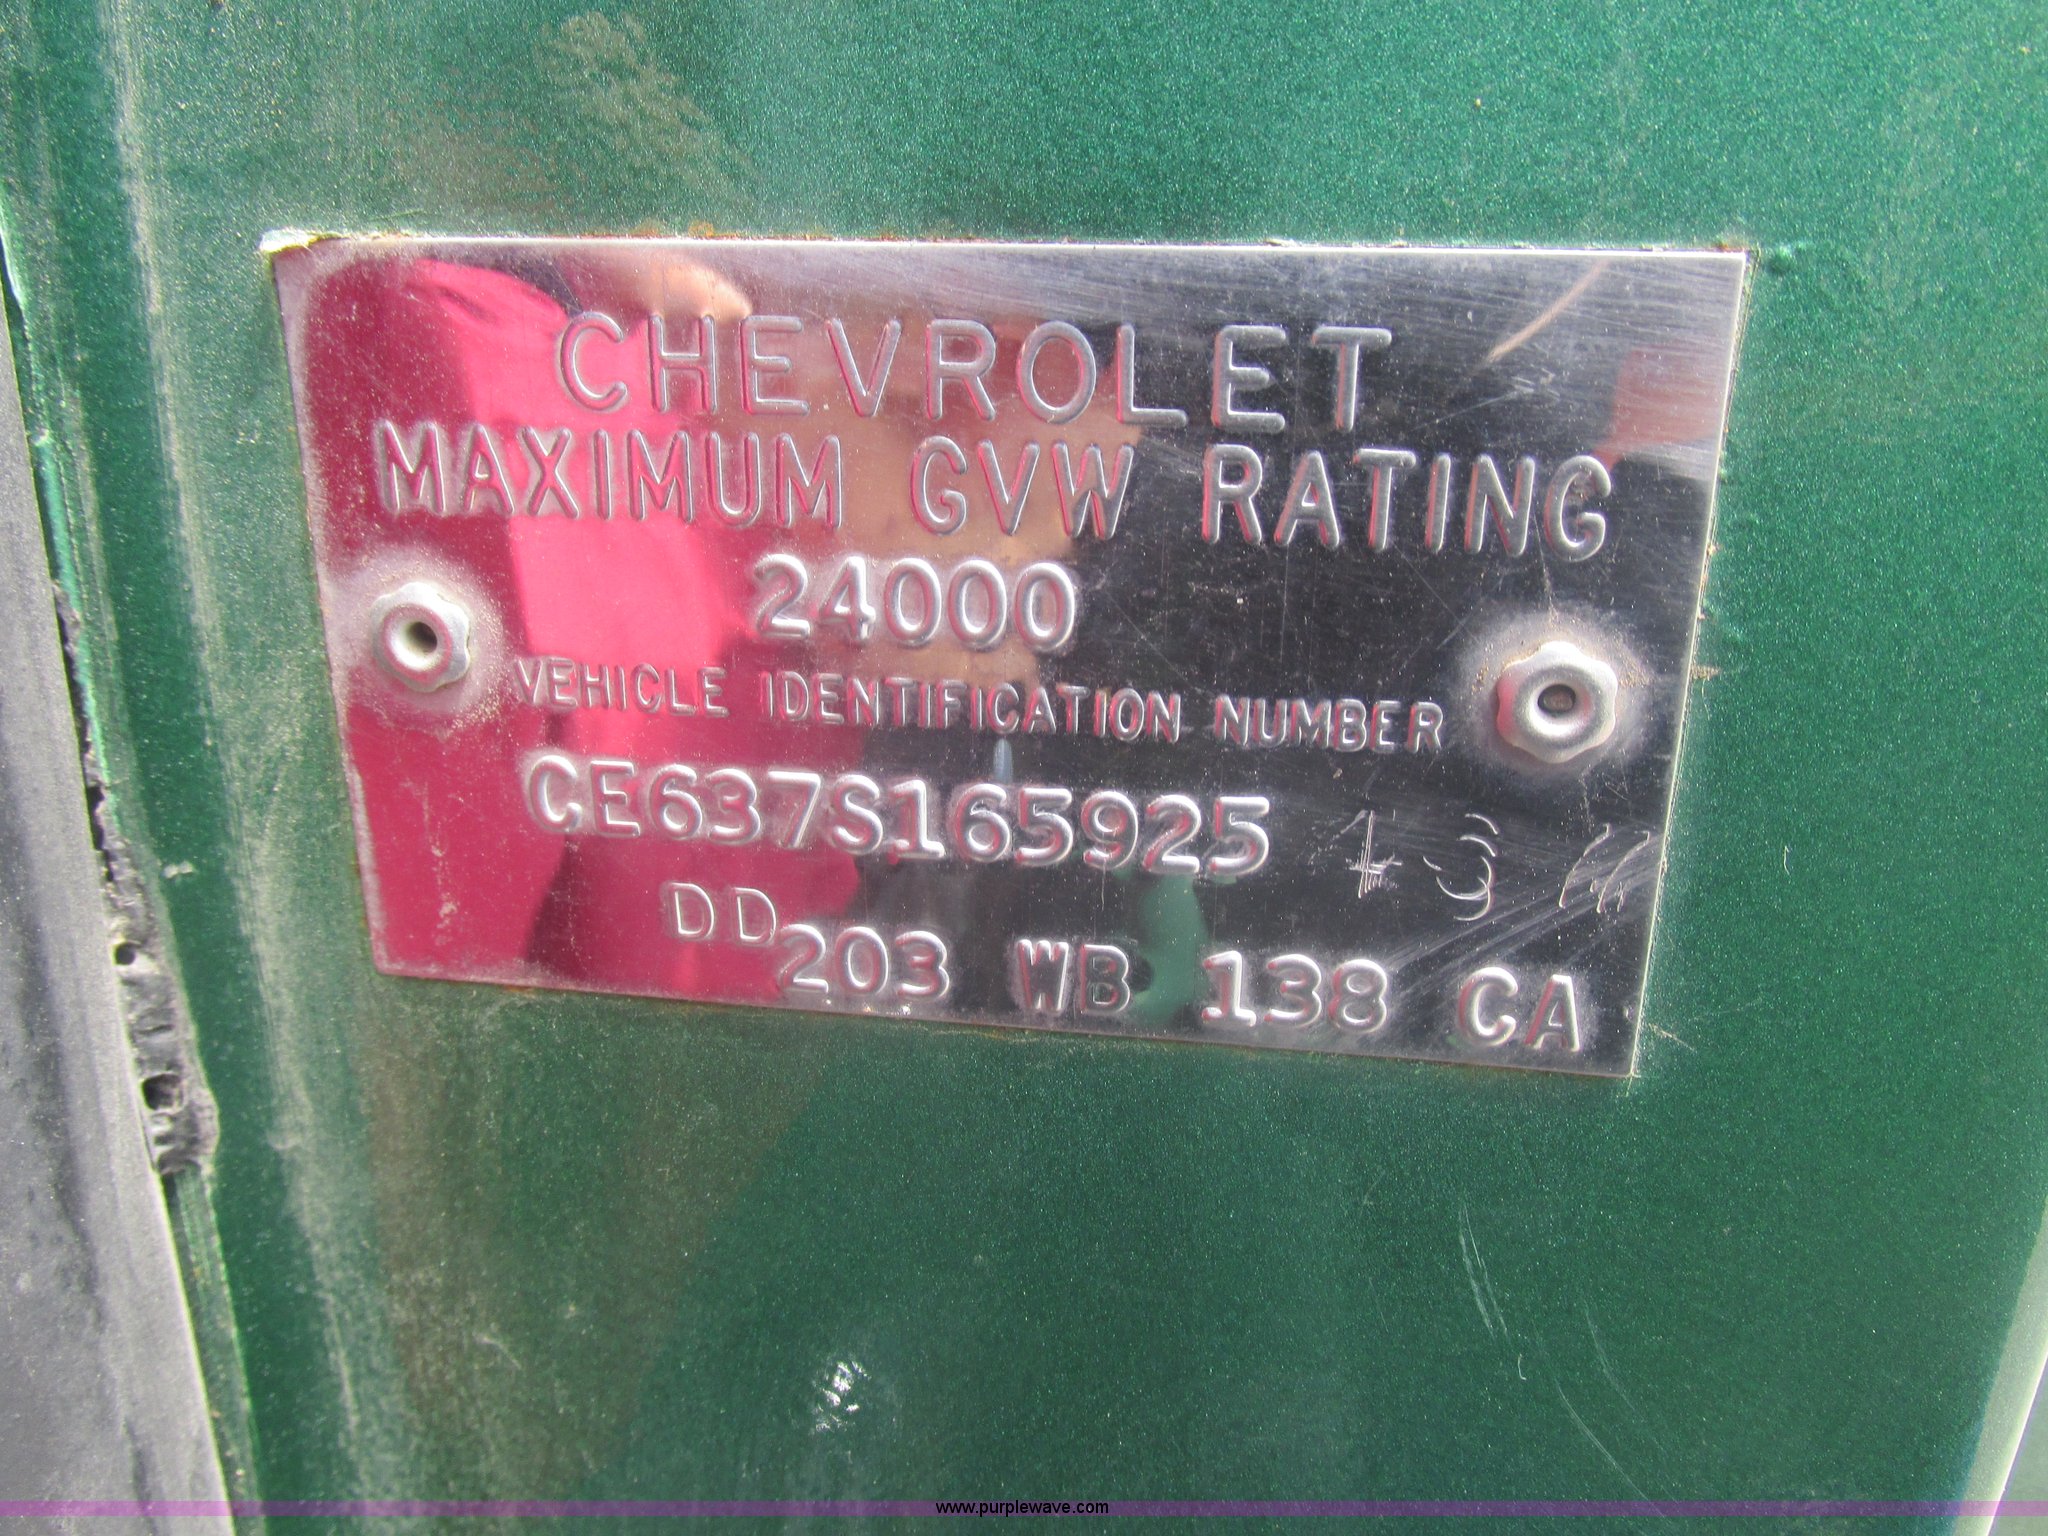 CHEVROLET
MAXIMUM GVW RATING
24000
VEHICLE IDENTIFICATION NUMBER
CE637S165925
DD 203 WB 138 CA
www.purplewave.com